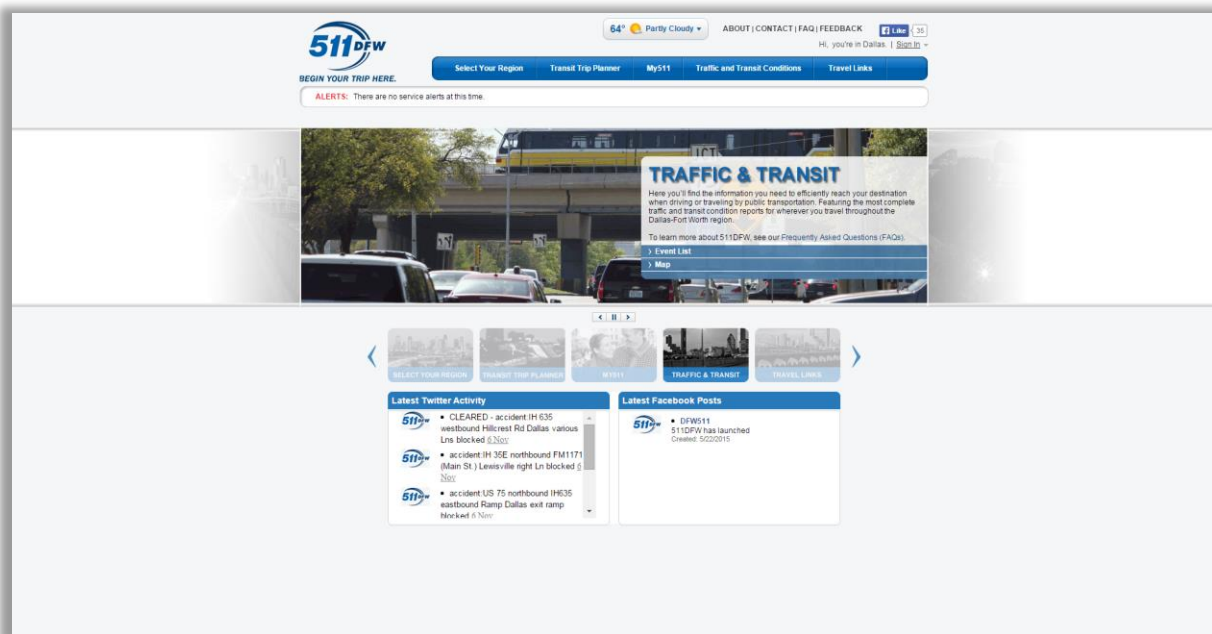 64° Partly Cloudy
ABOUT | CONTACT | FAQ | FEEDBACK
Like 36
Hi, you're in Dallas. | Sign In
511DFW
BEGIN YOUR TRIP HERE.
Select Your Region Transit Trip Planner My511 Traffic and Transit Conditions Travel Links
ALERTS: There are no service alerts at this time.
JCT
TRAFFIC & TRANSIT
Here you'll find the information you need to efficiently reach your destination
when driving or traveling by public transportation. Featuring the most complete
traffic and transit condition reports for wherever you travel throughout the
Dallas-Fort Worth region.
To learn more about 511DFW, see our Frequently Asked Questions (FAQs).
› Event List
› Map
SELECT YOUR REGION TRANSIT TRIP PLANNER MY511 TRAFFIC & TRANSIT TRAVEL LINKS
Latest Twitter Activity
511DFW
• CLEARED - accident:IH 635
westbound Hillcrest Rd Dallas various
Lns blocked 6 Nov
511DFW
• accident:IH 35E northbound FM1171
(Main St.) Lewisville right Ln blocked 6
Nov
511DFW
• accident:US 75 northbound IH635
eastbound Ramp Dallas exit ramp
blocked 6 Nov
Latest Facebook Posts
511DFW
• DFW511
511DFW has launched
Created: 5/22/2015